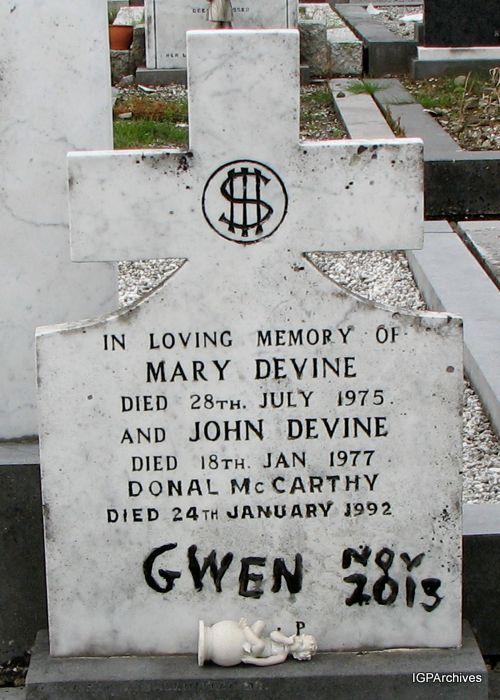 IHS
IN LOVING MEMORY OF
MARY DEVINE
DIED 28TH. JULY 1975.
AND JOHN DEVINE
DIED 18TH. JAN 1977
DONAL McCARTHY
DIED 24TH JANUARY 1992
GWEN NOV
2013
. P
IGPArchives